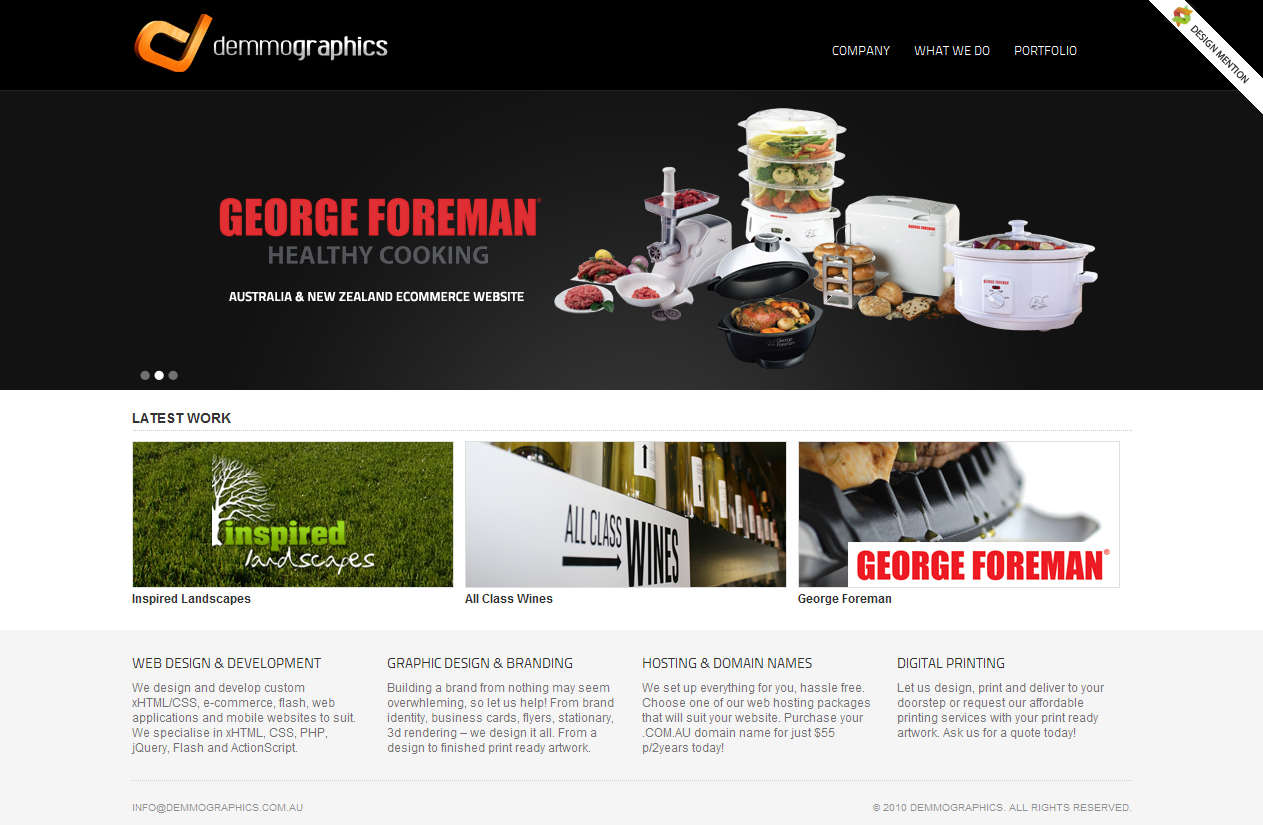 demmographics
COMPANY
WHAT WE DO
PORTFOLIO
DESIGN MENTION
GEORGE FOREMAN
HEALTHY COOKING
AUSTRALIA & NEW ZEALAND ECOMMERCE WEBSITE
LATEST WORK
inspired
landscapes
Inspired Landscapes
ALL CLASS
WINES
All Class Wines
GEORGE FOREMAN®
George Foreman
WEB DESIGN & DEVELOPMENT
We design and develop custom
xHTML/CSS, e-commerce, flash, web
applications and mobile websites to suit.
We specialise in xHTML, CSS, PHP,
jQuery, Flash and ActionScript.
GRAPHIC DESIGN & BRANDING
Building a brand from nothing may seem
overwhleming, so let us help! From brand
identity, business cards, flyers, stationary,
3d rendering – we design it all. From a
design to finished print ready artwork.
HOSTING & DOMAIN NAMES
We set up everything for you, hassle free.
Choose one of our web hosting packages
that will suit your website. Purchase your
.COM.AU domain name for just $55
p/2years today!
DIGITAL PRINTING
Let us design, print and deliver to your
doorstep or request our affordable
printing services with your print ready
artwork. Ask us for a quote today!
INFO@DEMMOGRAPHICS.COM.AU
© 2010 DEMMOGRAPHICS. ALL RIGHTS RESERVED.